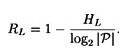 R_L = 1 − \frac{H_L}{\log_2 |\mathcal{P}|}.